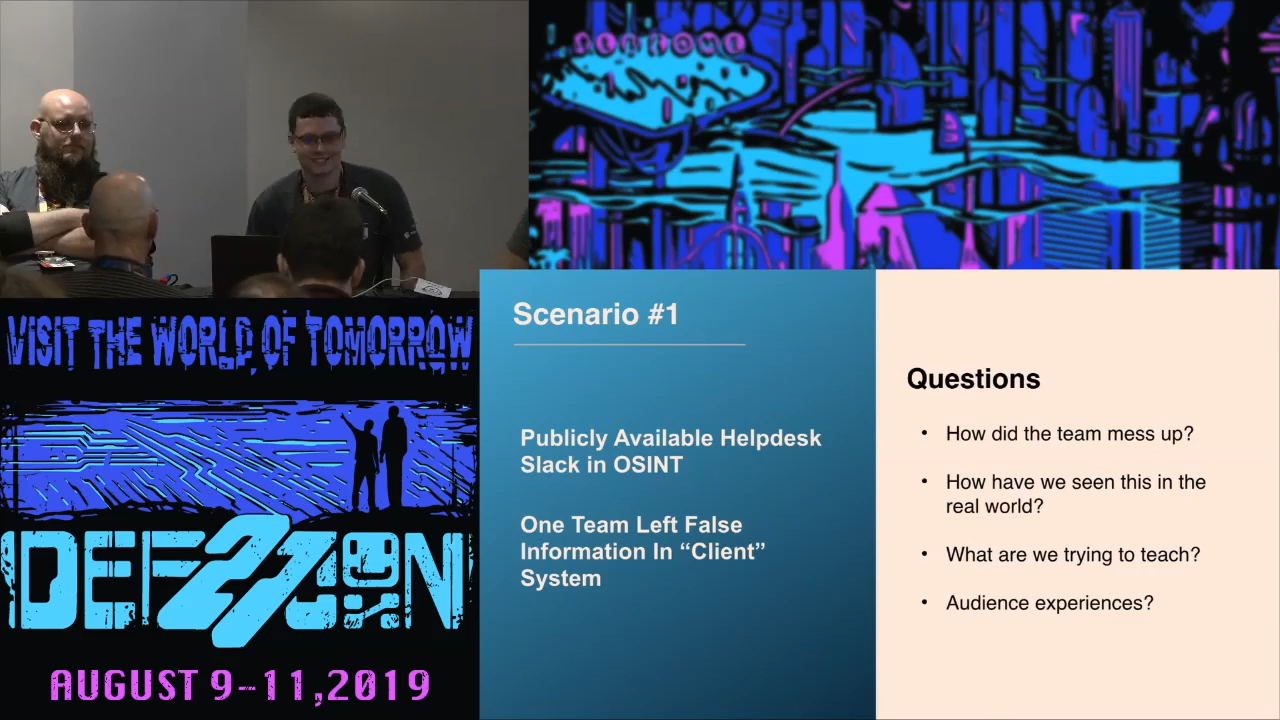 WELCOME
VISIT THE WORLD OF TOMORROW
DEF27CON
AUGUST 9-11,2019
Scenario #1
Publicly Available Helpdesk
Slack in OSINT
One Team Left False
Information In “Client”
System
Questions
• How did the team mess up?
• How have we seen this in the
real world?
• What are we trying to teach?
• Audience experiences?